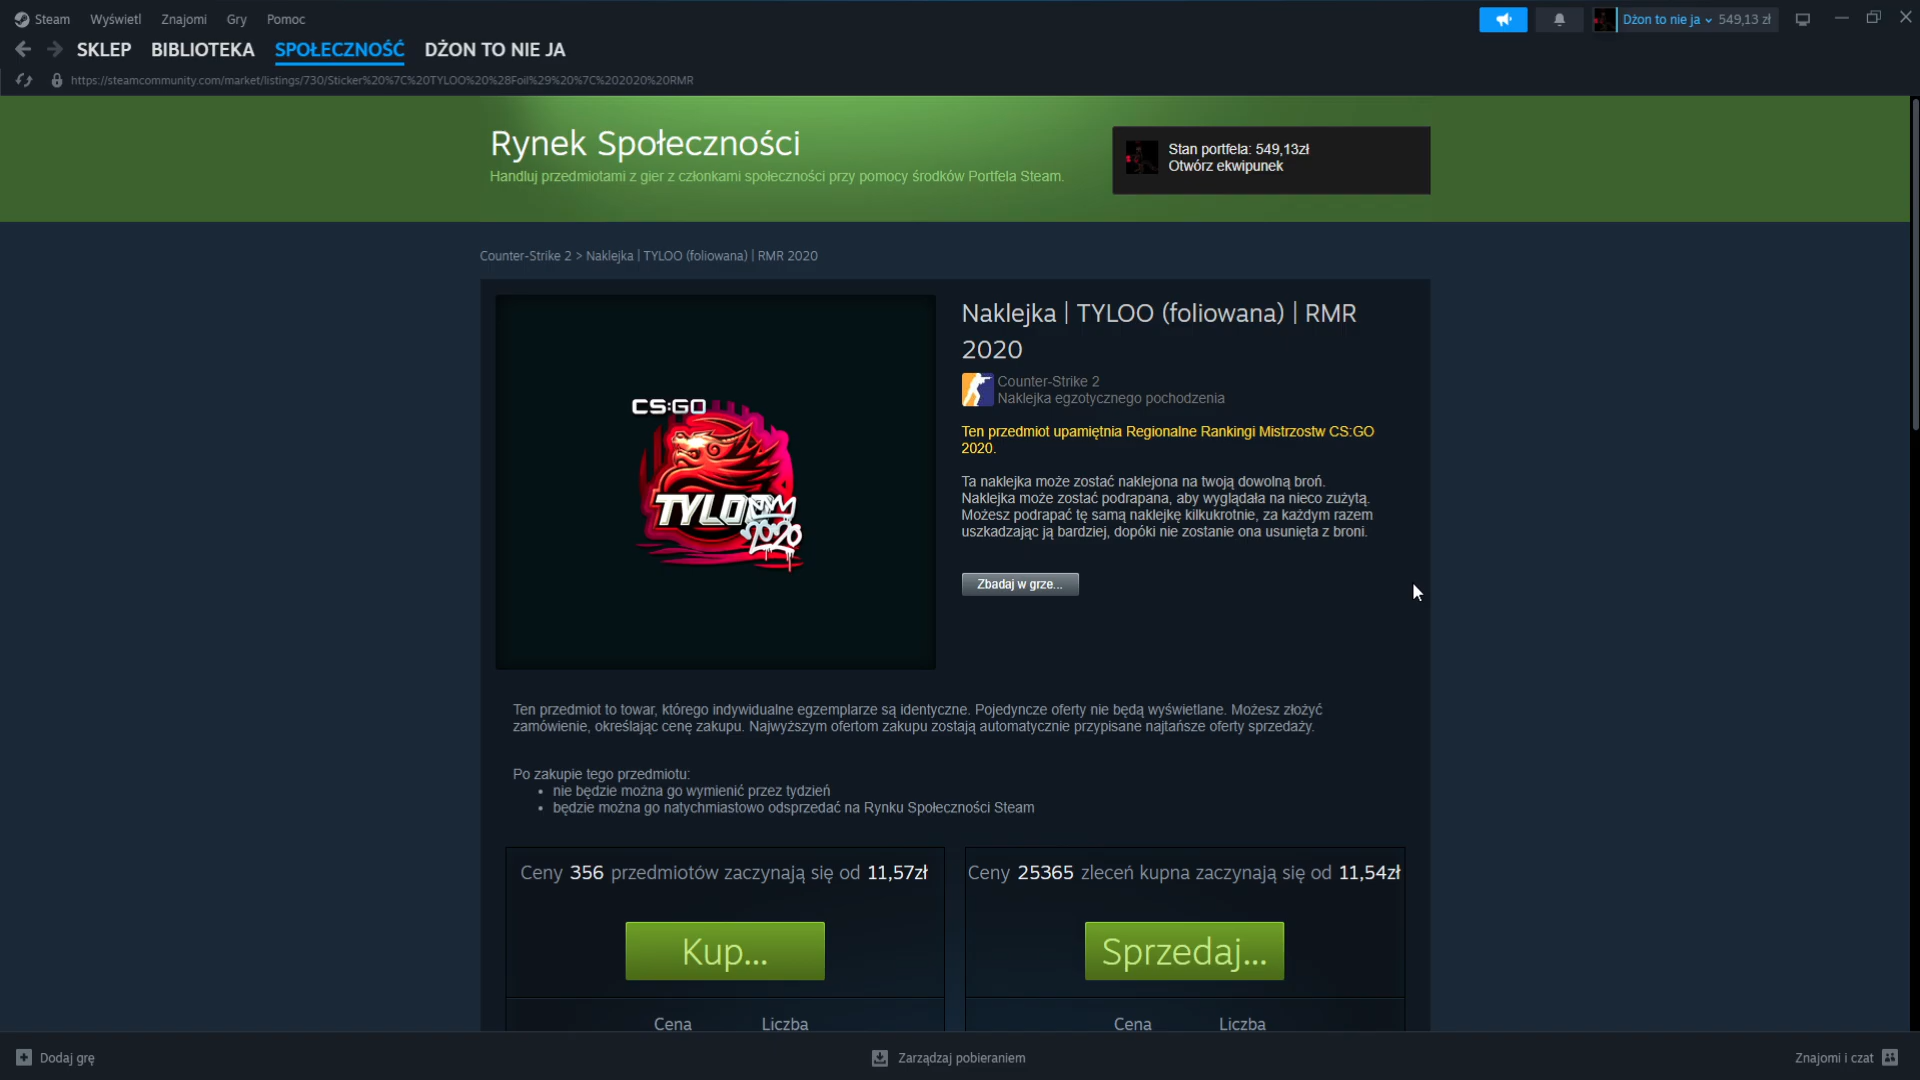 Steam Wyświetl Znajomi Gry Pomoc
Dżon to nie ja 549,13 zł
SKLEP BIBLIOTEKA SPOŁECZNOŚĆ DŻON TO NIE JA
https://steamcommunity.com/market/listings/730/Sticker%20%7C%20TYLOO%20%28Foil%29%20%7C%202020%20RMR
Rynek Społeczności
Handluj przedmiotami z gier z członkami społeczności przy pomocy środków Portfela Steam.
Stan portfela: 549,13zł
Otwórz ekwipunek
Counter-Strike 2 > Naklejka | TYLOO (foliowana) | RMR 2020
CS:GO
TYLOO
2020
Naklejka | TYLOO (foliowana) | RMR
2020
Counter-Strike 2
Naklejka egzotycznego pochodzenia
Ten przedmiot upamiętnia Regionalne Rankingi Mistrzostw CS:GO
2020.
Ta naklejka może zostać naklejona na twoją dowolną broń.
Naklejka może zostać podrapana, aby wyglądała na nieco zużytą.
Możesz podrapać tę samą naklejkę kilkukrotnie, za każdym razem
uszkadzając ją bardziej, dopóki nie zostanie ona usunięta z broni.
Zbadaj w grze...
Ten przedmiot to towar, którego indywidualne egzemplarze są identyczne. Pojedyncze oferty nie będą wyświetlane. Możesz złożyć
zamówienie, określając cenę zakupu. Najwyższym ofertom zakupu zostają automatycznie przypisane najtańsze oferty sprzedaży.
Po zakupie tego przedmiotu:
• nie będzie można go wymienić przez tydzień
• będzie można go natychmiastowo odsprzedać na Rynku Społeczności Steam
Ceny 356 przedmiotów zaczynają się od 11,57zł
Kup...
Cena Liczba
Ceny 25365 zleceń kupna zaczynają się od 11,54zł
Sprzedaj...
Cena Liczba
Dodaj grę
Zarządzaj pobieraniem
Znajomi i czat